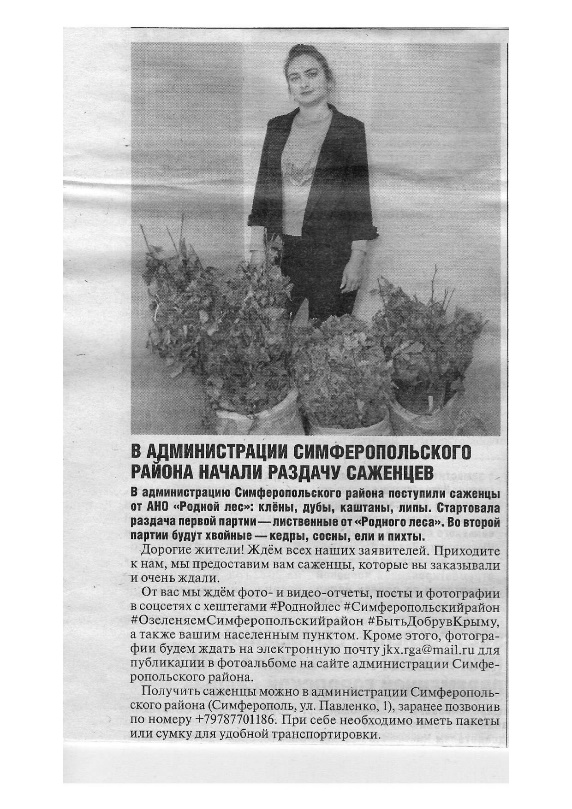 В АДМИНИСТРАЦИИ СИМФЕРОПОЛЬСКОГО
РАЙОНА НАЧАЛИ РАЗДАЧУ САЖЕНЦЕВ
В администрацию Симферопольского района поступили саженцы
от АНО «Родной лес»: клёны, дубы, каштаны, липы. Стартовала
раздача первой партии — лиственные от «Родного леса». Во второй
партии будут хвойные — кедры, сосны, ели и пихты.
Дорогие жители! Ждём всех наших заявителей. Приходите
к нам, мы предоставим вам саженцы, которые вы заказывали
и очень ждали.
От вас мы ждём фото- и видео-отчеты, посты и фотографии
в соцсетях с хештегами #Роднойлес #Симферопольскийрайон
#ОзеленяемСимферопольскийрайон #БытьДобрувКрыму,
а также вашим населенным пунктом. Кроме этого, фотогра-
фии будем ждать на электронную почту jkx.rga@mail.ru для
публикации в фотоальбоме на сайте администрации Симфе-
ропольского района.
Получить саженцы можно в администрации Симферополь-
ского района (Симферополь, ул. Павленко, 1), заранее позвонив
по номеру +79787701186. При себе необходимо иметь пакеты
или сумку для удобной транспортировки.